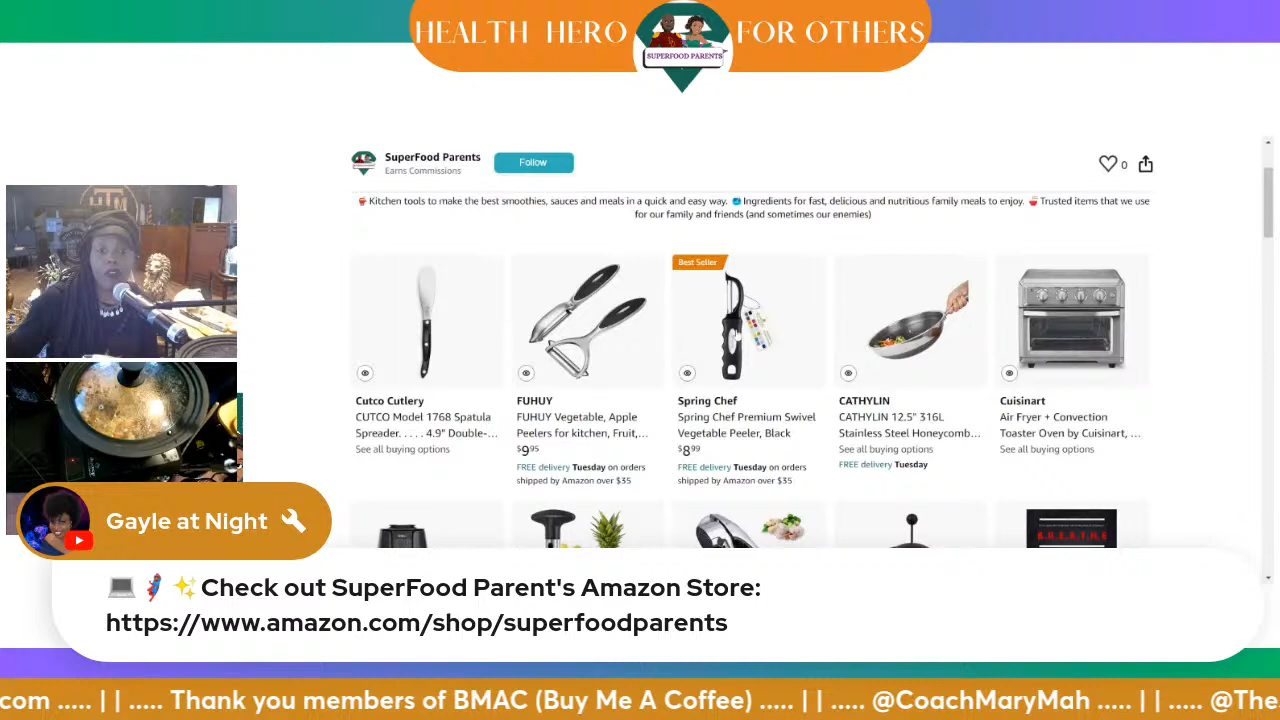 HEALTH HERO FOR OTHERS
SUPERFOOD PARENTS
SuperFood Parents
Follow
Earns Commissions
0
Kitchen tools to make the best smoothies, sauces and meals in a quick and easy way. Ingredients for fast, delicious and nutritious family meals to enjoy. Trusted items that we use
for our family and friends (and sometimes our enemies)
Best Seller
Cutco Cutlery
CUTCO Model 1768 Spatula
Spreader. . . . . 4.9" Double-...
See all buying options
FUHUY
FUHUY Vegetable, Apple
Peelers for kitchen, Fruit,...
$995
FREE delivery Tuesday on orders
shipped by Amazon over $35
Spring Chef
Spring Chef Premium Swivel
Vegetable Peeler, Black
$899
FREE delivery Tuesday on orders
shipped by Amazon over $35
CATHYLIN
CATHYLIN 12.5" 316L
Stainless Steel Honeycomb...
See all buying options
FREE delivery Tuesday
Cuisinart
Air Fryer + Convection
Toaster Oven by Cuisinart, ...
See all buying options
BREATHE
Gayle at Night
💻🦸✨Check out SuperFood Parent's Amazon Store:
https://www.amazon.com/shop/superfoodparents
com ..... | | ..... Thank you members of BMAC (Buy Me A Coffee) ..... | | ..... @CoachMaryMah ..... | | ..... @The